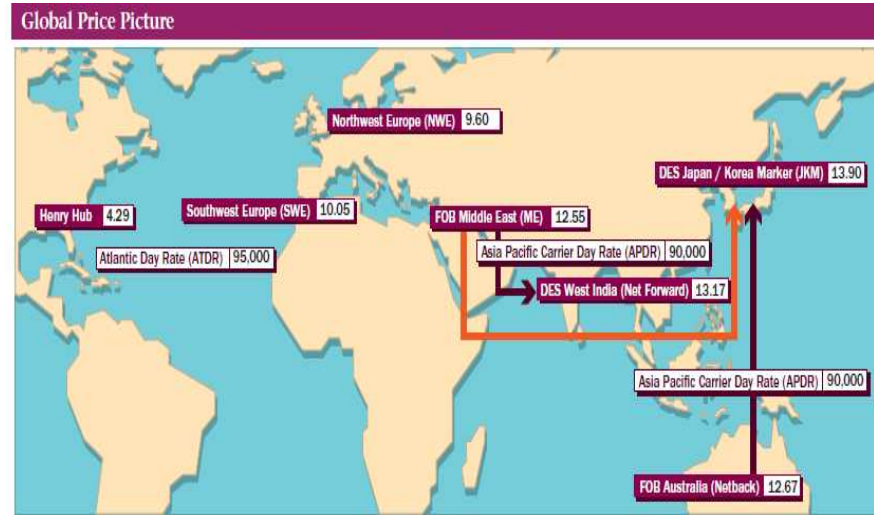 Global Price Picture
Northwest Europe (NWE) 9.60
DES Japan / Korea Marker (JKM) 13.90
Henry Hub 4.29
Southwest Europe (SWE) 10.05
FOB Middle East (ME) 12.55
Atlantic Day Rate (ATDR) 95,000
Asia Pacific Carrier Day Rate (APDR) 90,000
DES West India (Net Forward) 13.17
Asia Pacific Carrier Day Rate (APDR) 90,000
FOB Australia (Netback) 12.67